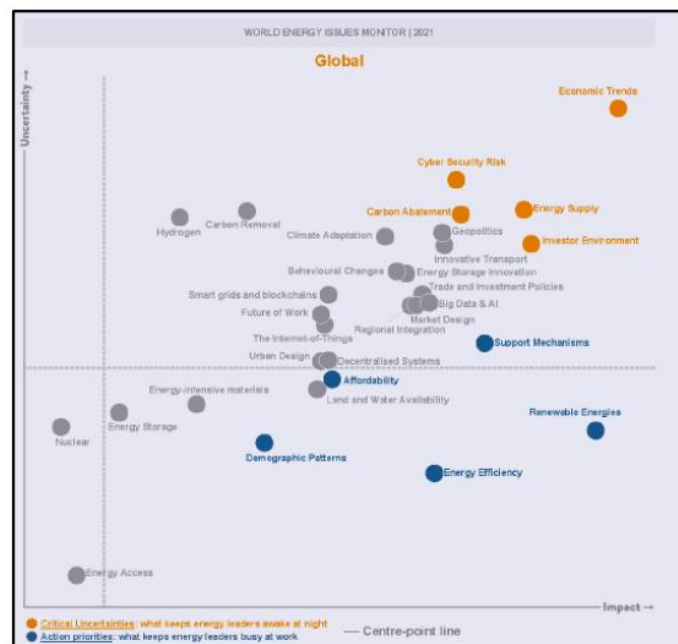 WORLD ENERGY ISSUES MONITOR | 2021
Global
Uncertainty →
Economic Trends
Cyber Security Risk
Carbon Removal
Carbon Abatement
Energy Supply
Hydrogen
Climate Adaptation
Geopolitics
Investor Environment
Innovative Transport
Behavioural Changes
Energy Storage Innovation
Trade and Investment Policies
Smart grids and blockchains
Big Data & AI
Future of Work
Market Design
Regional Integration
The Internet-of-Things
Support Mechanisms
Urban Design
Decentralised Systems
Affordability
Energy-intensive materials
Land and Water Availability
Renewable Energies
Energy Storage
Nuclear
Demographic Patterns
Energy Efficiency
Energy Access
Impact →
Critical Uncertainties: what keeps energy leaders awake at night
Action priorities: what keeps energy leaders busy at work
Centre-point line